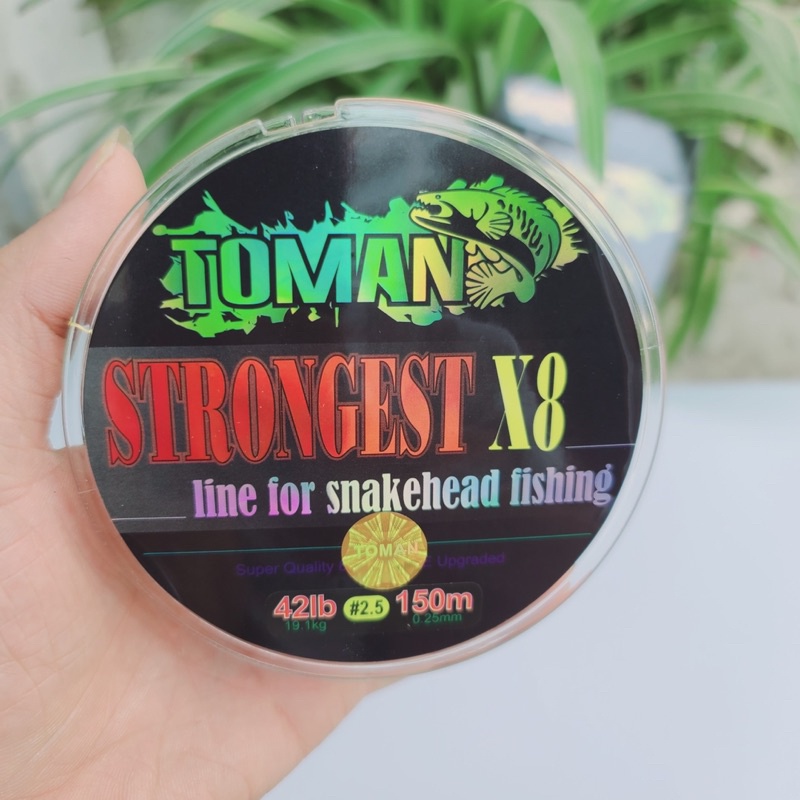 TOMAN
STRONGEST X8
line for snakehead fishing
TOMAN
Super Quality Upgraded
42lb #2.5 150m
19.1kg 0.25mm